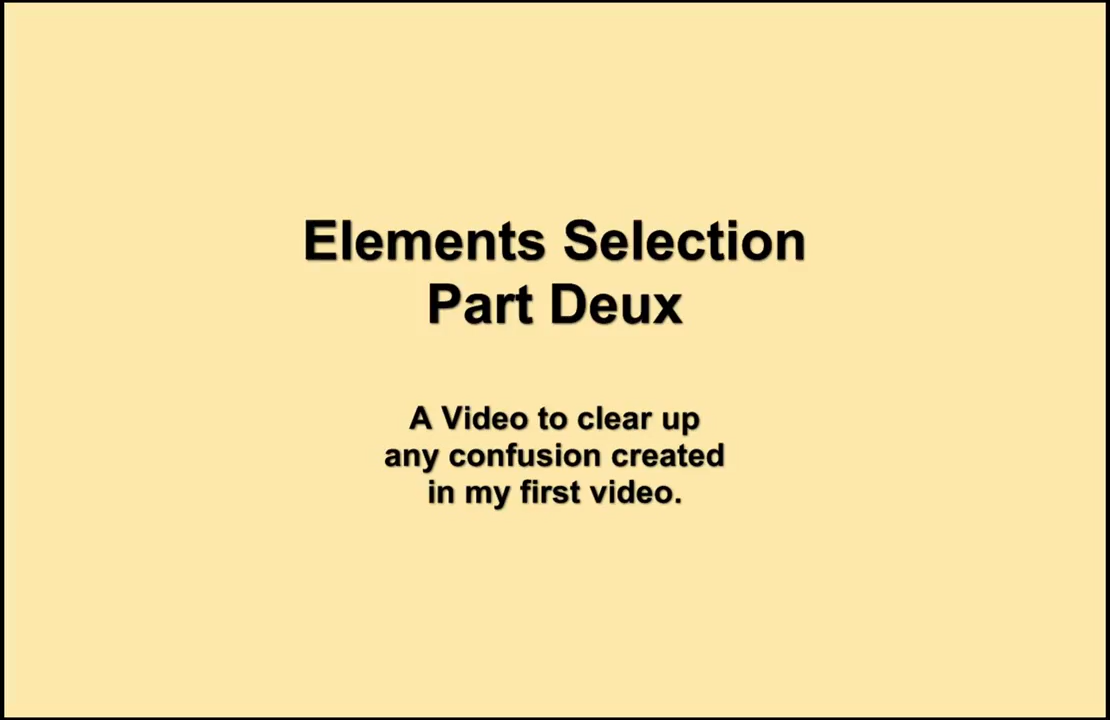 Elements Selection
Part Deux
A Video to clear up
any confusion created
in my first video.